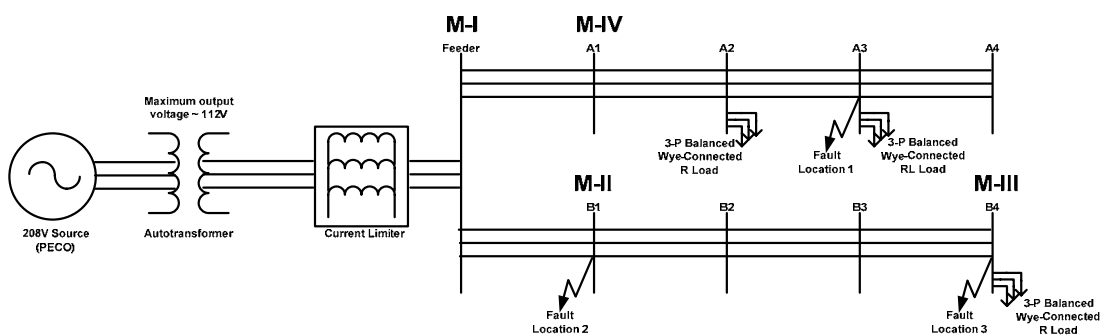 M-I
Feeder
M-IV
A1
A2
A3
A4
Maximum output
voltage ~ 112V
3-P Balanced
Wye-Connected
R Load
Fault
Location 1
3-P Balanced
Wye-Connected
RL Load
208V Source
(PECO)
Autotransformer
Current Limiter
M-II
B1
B2
B3
M-III
B4
Fault
Location 2
Fault
Location 3
3-P Balanced
Wye-Connected
R Load